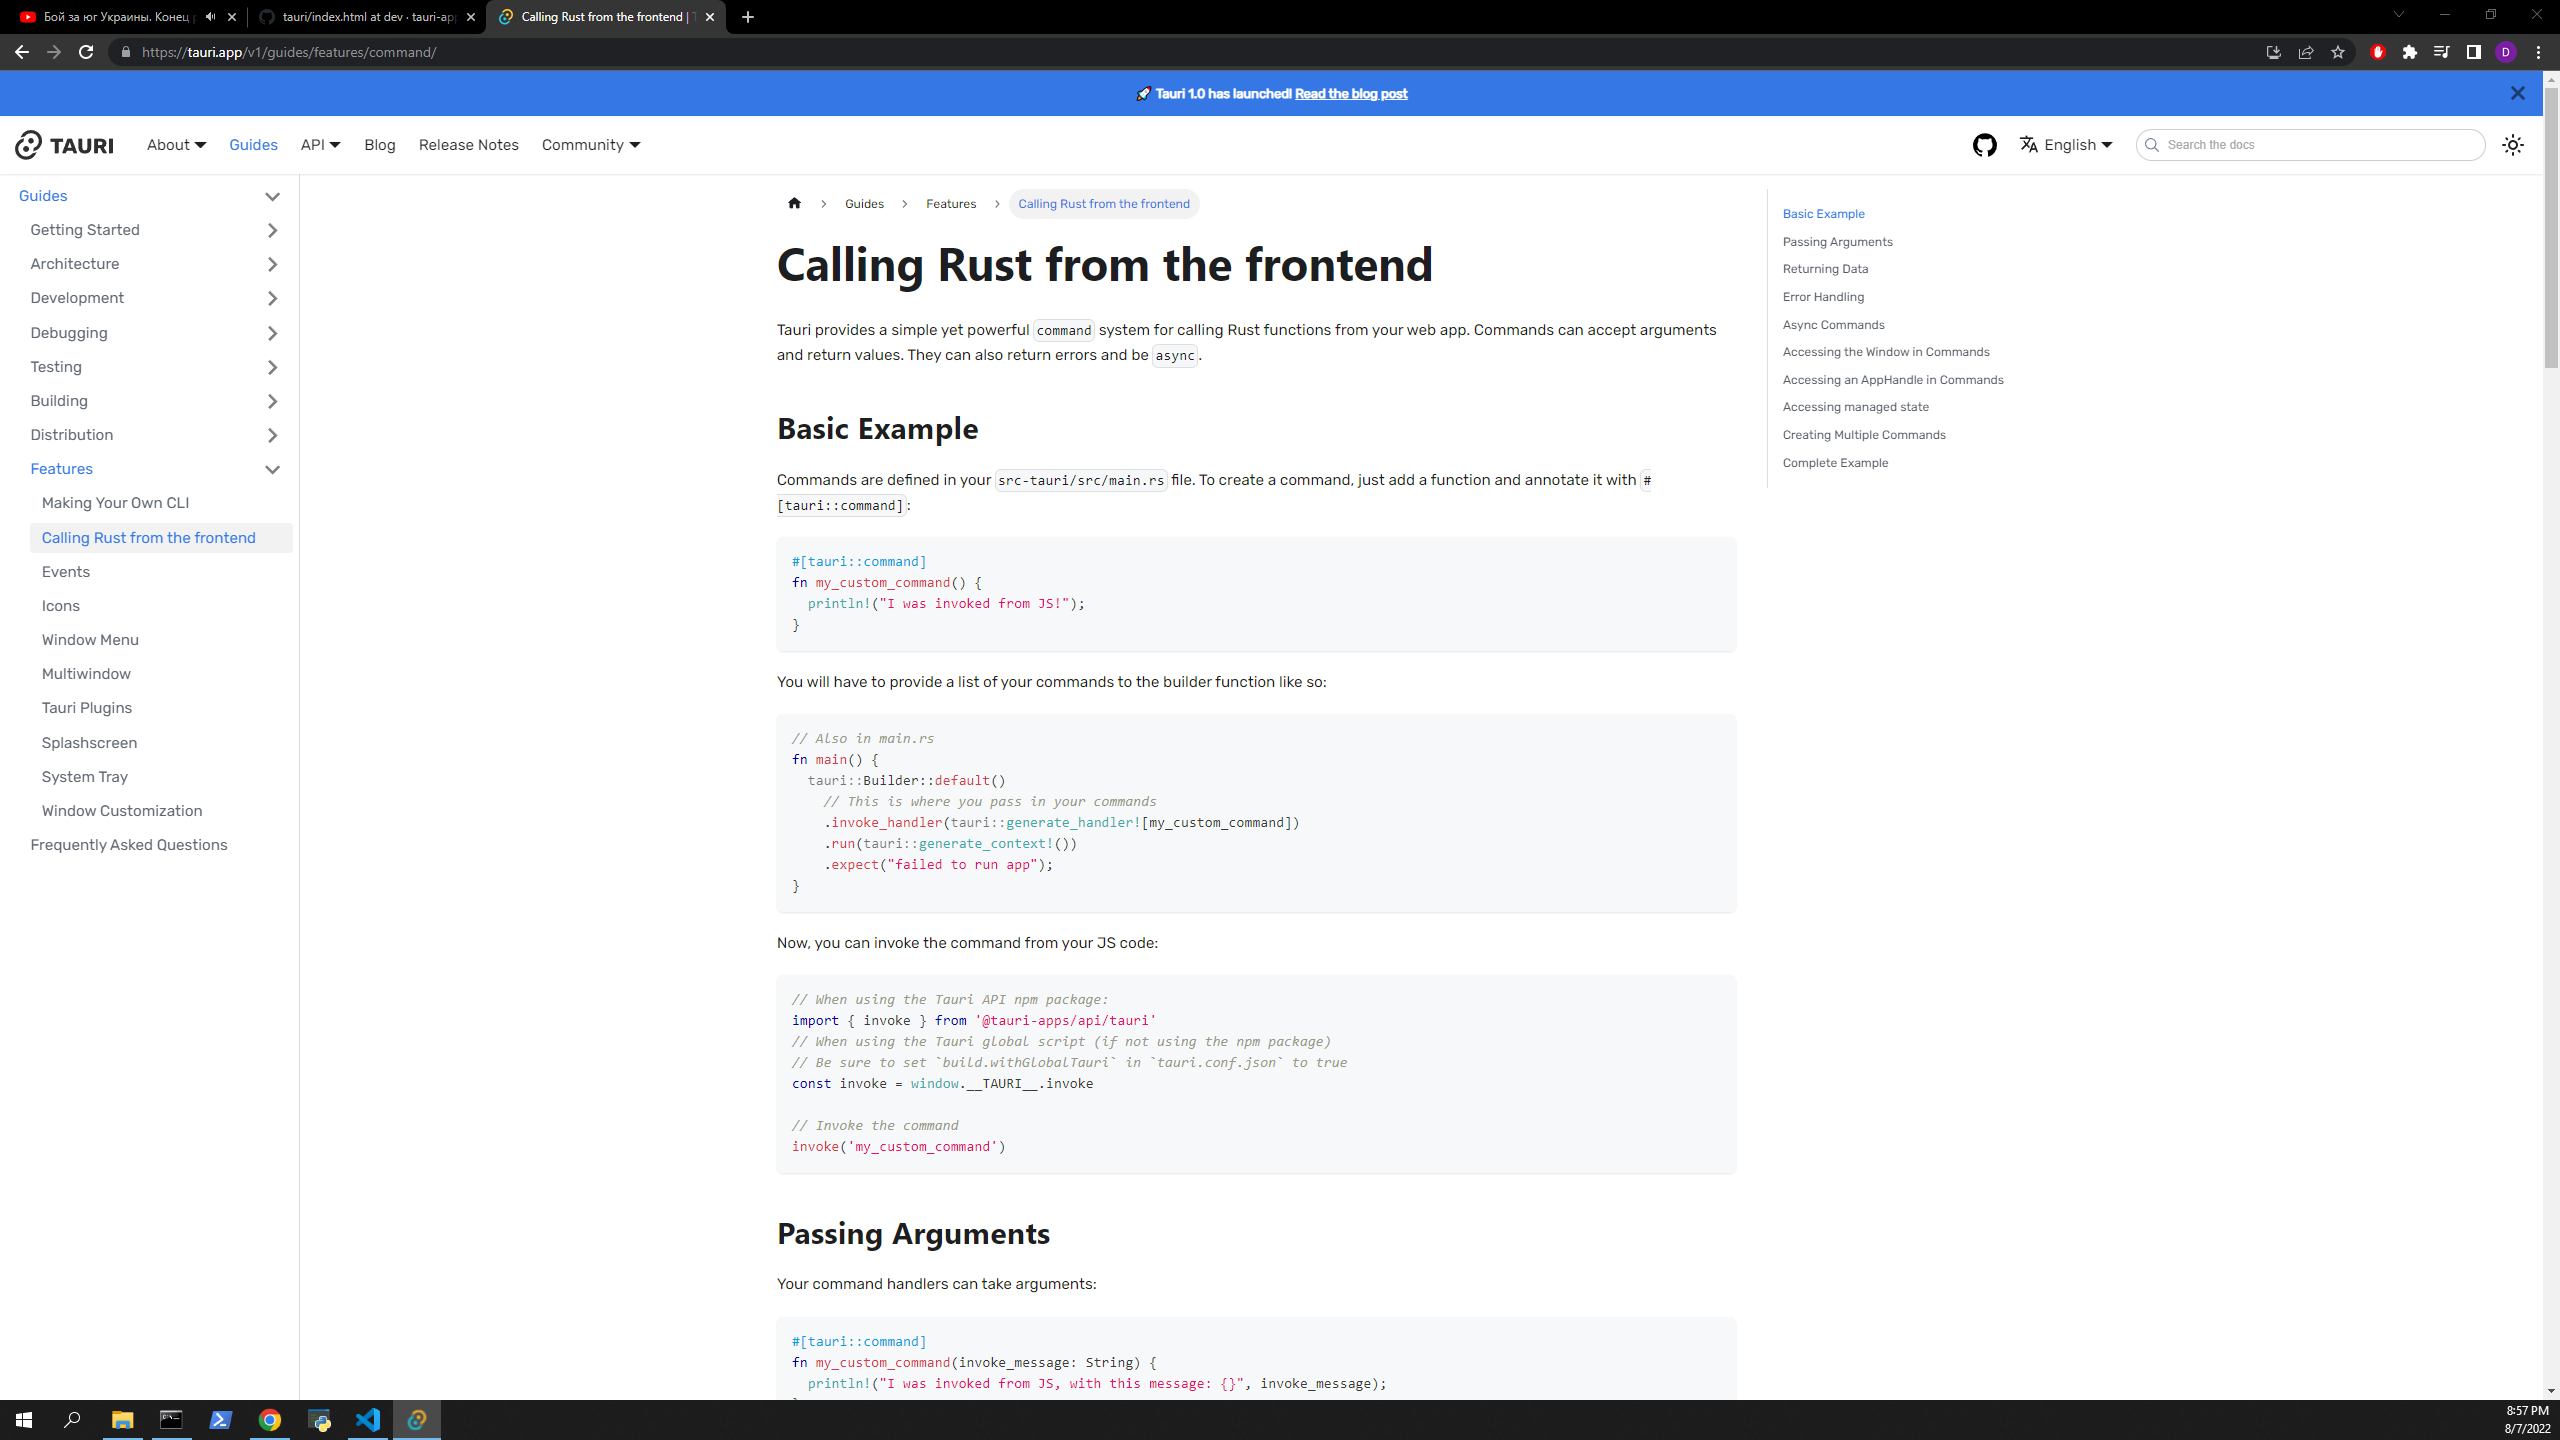 Бой за юг Украины. Конец
tauri/index.html at dev · tauri-ap
Calling Rust from the frontend |
https://tauri.app/v1/guides/features/command/
D
🚀 Tauri 1.0 has launched! Read the blog post
TAURI
About
Guides
API
Blog
Release Notes
Community
English
Search the docs
Guides
Getting Started
Architecture
Development
Debugging
Testing
Building
Distribution
Features
Making Your Own CLI
Calling Rust from the frontend
Events
Icons
Window Menu
Multiwindow
Tauri Plugins
Splashscreen
System Tray
Window Customization
Frequently Asked Questions
Guides
Features
Calling Rust from the frontend
Calling Rust from the frontend
Tauri provides a simple yet powerful command system for calling Rust functions from your web app. Commands can accept arguments
and return values. They can also return errors and be async.
Basic Example
Commands are defined in your src-tauri/src/main.rs file. To create a command, just add a function and annotate it with #
[tauri::command]:
#[tauri::command]
fn my_custom_command() {
  println!("I was invoked from JS!");
}
You will have to provide a list of your commands to the builder function like so:
// Also in main.rs
fn main() {
  tauri::Builder::default()
    // This is where you pass in your commands
    .invoke_handler(tauri::generate_handler![my_custom_command])
    .run(tauri::generate_context!())
    .expect("failed to run app");
}
Now, you can invoke the command from your JS code:
// When using the Tauri API npm package:
import { invoke } from '@tauri-apps/api/tauri'
// When using the Tauri global script (if not using the npm package)
// Be sure to set `build.withGlobalTauri` in `tauri.conf.json` to true
const invoke = window.__TAURI__.invoke
// Invoke the command
invoke('my_custom_command')
Passing Arguments
Your command handlers can take arguments:
#[tauri::command]
fn my_custom_command(invoke_message: String) {
  println!("I was invoked from JS, with this message: {}", invoke_message);
Basic Example
Passing Arguments
Returning Data
Error Handling
Async Commands
Accessing the Window in Commands
Accessing an AppHandle in Commands
Accessing managed state
Creating Multiple Commands
Complete Example
8:57 PM
8/7/2022